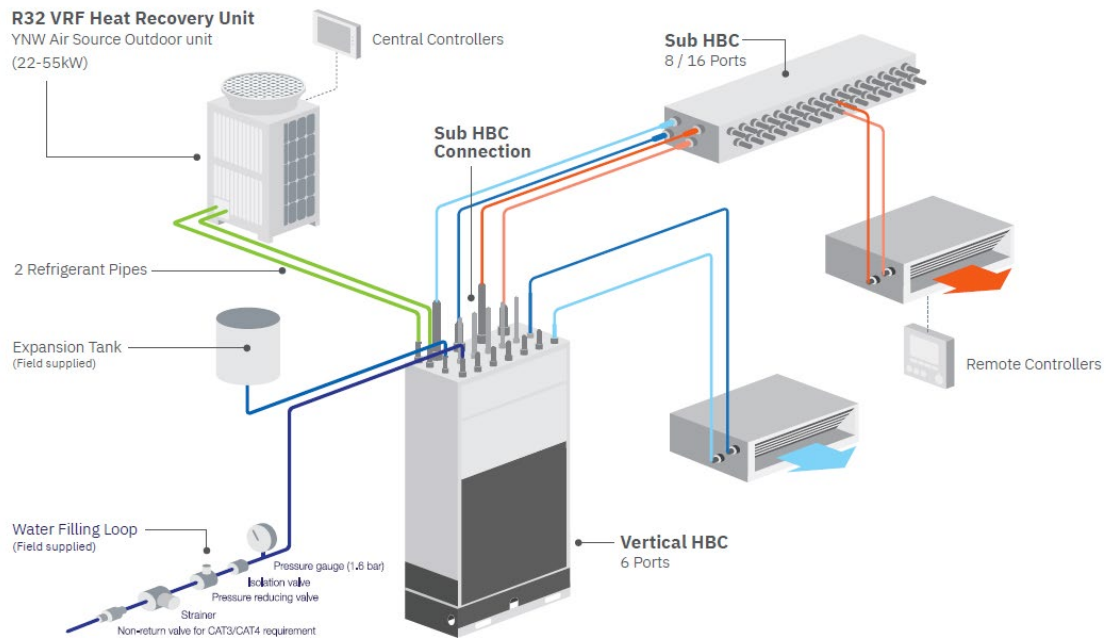 R32 VRF Heat Recovery Unit
YNW Air Source Outdoor unit
(22-55kW)
Central Controllers
Sub HBC
8 / 16 Ports
Sub HBC
Connection
2 Refrigerant Pipes
Expansion Tank
(Field supplied)
Remote Controllers
Water Filling Loop
(Field supplied)
Pressure gauge (1.6 bar)
Isolation valve
Pressure reducing valve
Strainer
Non-return valve for CAT3/CAT4 requirement
Vertical HBC
6 Ports